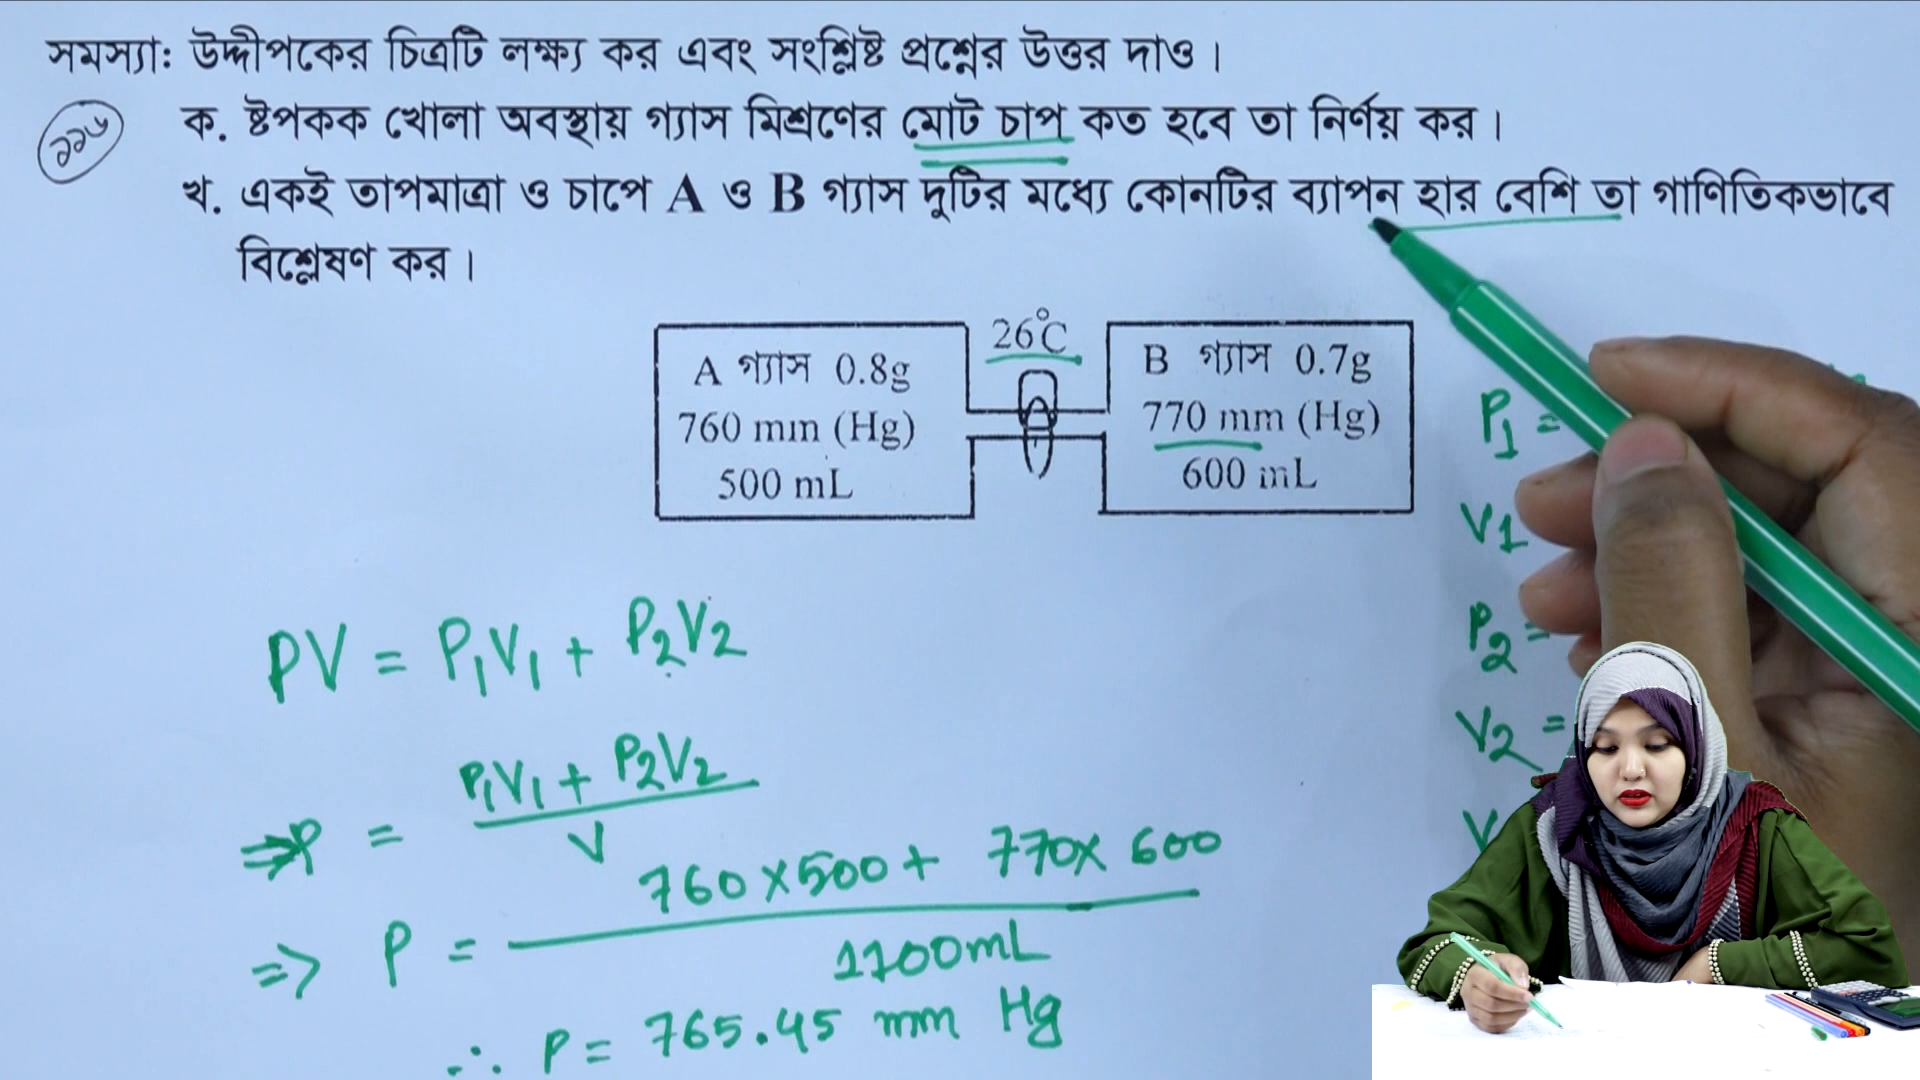 সমস্যা: উদ্দীপকের চিত্রটি লক্ষ্য কর এবং সংশ্লিষ্ট প্রশ্নের উত্তর দাও।
১১৬
ক. ষ্টপকক খোলা অবস্থায় গ্যাস মিশ্রণের মোট চাপ কত হবে তা নির্ণয় কর।
খ. একই তাপমাত্রা ও চাপে A ও B গ্যাস দুটির মধ্যে কোনটির ব্যাপন হার বেশি তা গাণিতিকভাবে
বিশ্লেষণ কর।
A গ্যাস 0.8g
760 mm (Hg)
500 mL
26°C
B গ্যাস 0.7g
770 mm (Hg)
600 mL
P₁ =
V1
P₂ =
V₂ =
V
PV = P₁V₁ + P₂V₂
⇒ P = P₁V₁ + P₂V₂
V
760 × 500 + 770 × 600
⇒ P =
1100mL
∴ P = 765.45 mm Hg